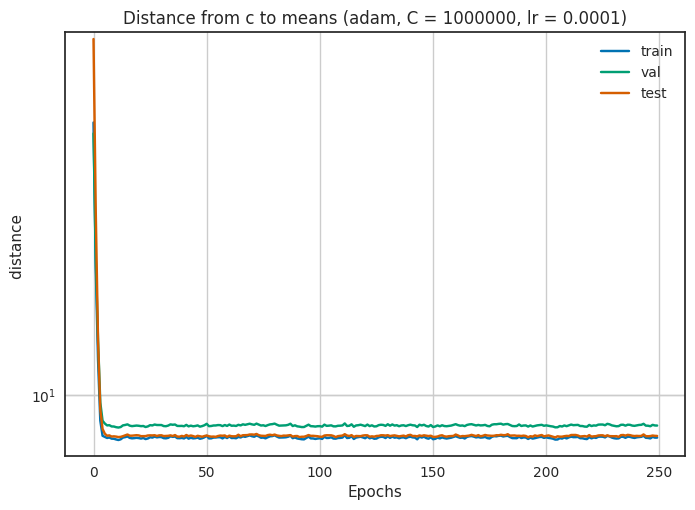 Distance from c to means (adam, C = 1000000, lr = 0.0001)
train
val
test
distance
10¹
0 50 100 150 200 250
Epochs